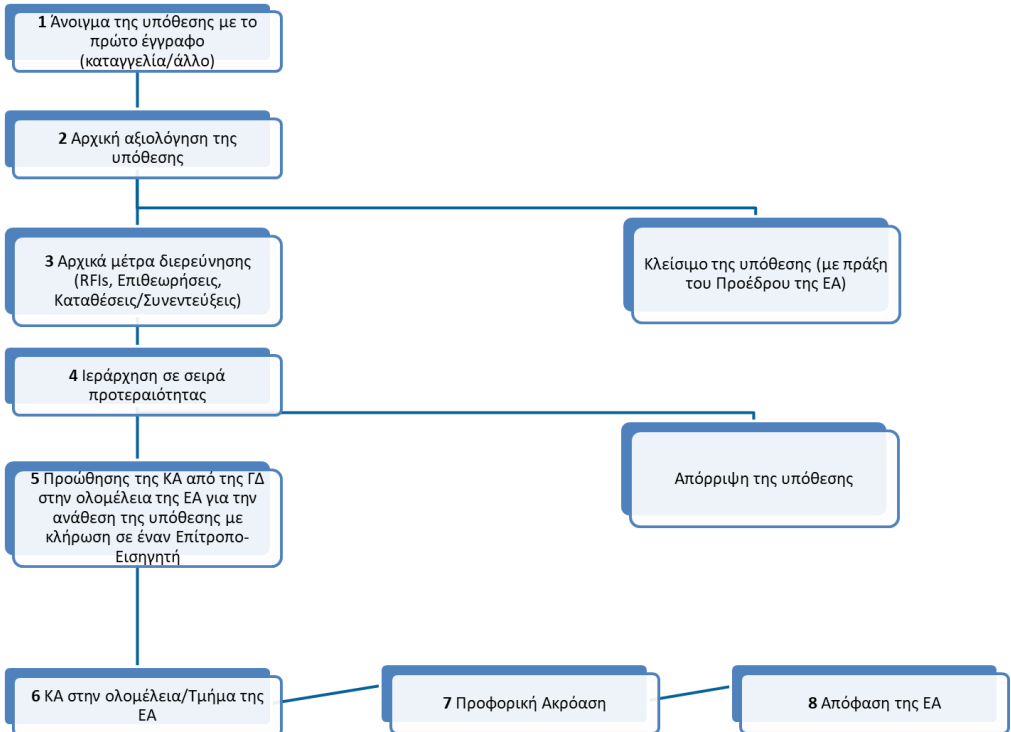 1 Άνοιγμα της υπόθεσης με το
πρώτο έγγραφο
(καταγγελία/άλλο)
2 Αρχική αξιολόγηση της
υπόθεσης
3 Αρχικά μέτρα διερεύνησης
(RFIs, Επιθεωρήσεις,
Καταθέσεις/Συνεντεύξεις)
Κλείσιμο της υπόθεσης (με πράξη
του Προέδρου της ΕΑ)
4 Ιεράρχηση σε σειρά
προτεραιότητας
5 Προώθησης της ΚΑ από της ΓΔ
στην ολομέλεια της ΕΑ για την
ανάθεση της υπόθεσης με
κλήρωση σε έναν Επίτροπο-
Εισηγητή
Απόρριψη της υπόθεσης
6 ΚΑ στην ολομέλεια/Τμήμα της
ΕΑ
7 Προφορική Ακρόαση
8 Απόφαση της ΕΑ